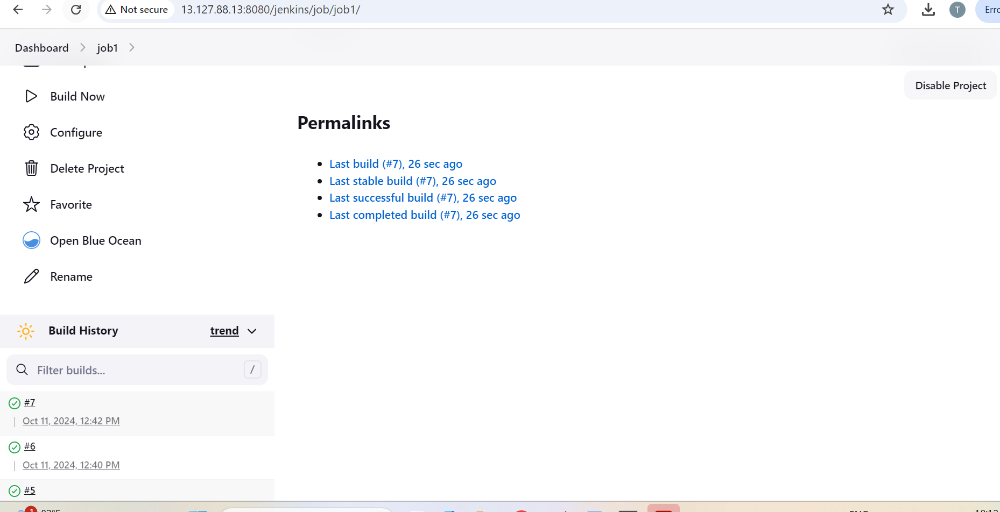 Not secure 13.127.88.13:8080/jenkins/job/job1/ T
Dashboard job1
Disable Project
Build Now
Configure
Delete Project
Favorite
Open Blue Ocean
Rename
Permalinks
Last build (#7), 26 sec ago
Last stable build (#7), 26 sec ago
Last successful build (#7), 26 sec ago
Last completed build (#7), 26 sec ago
Build History trend
Filter builds... /
#7
Oct 11, 2024, 12:42 PM
#6
Oct 11, 2024, 12:40 PM
#5
1